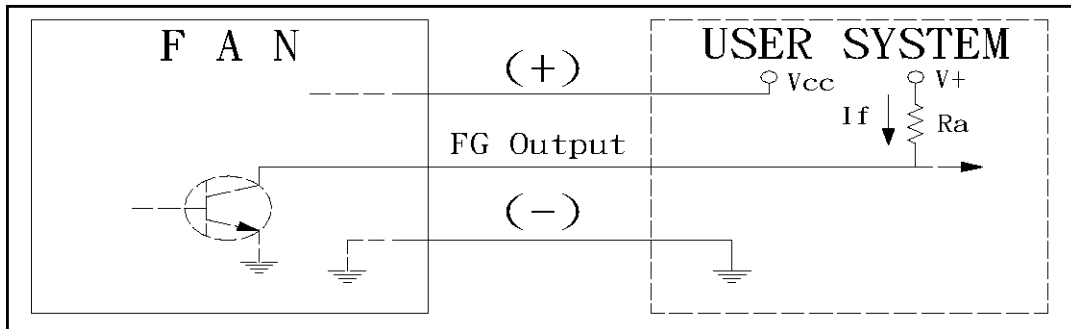 F A N
USER SYSTEM
(+)
Vcc
V+
If
Ra
FG Output
(-)